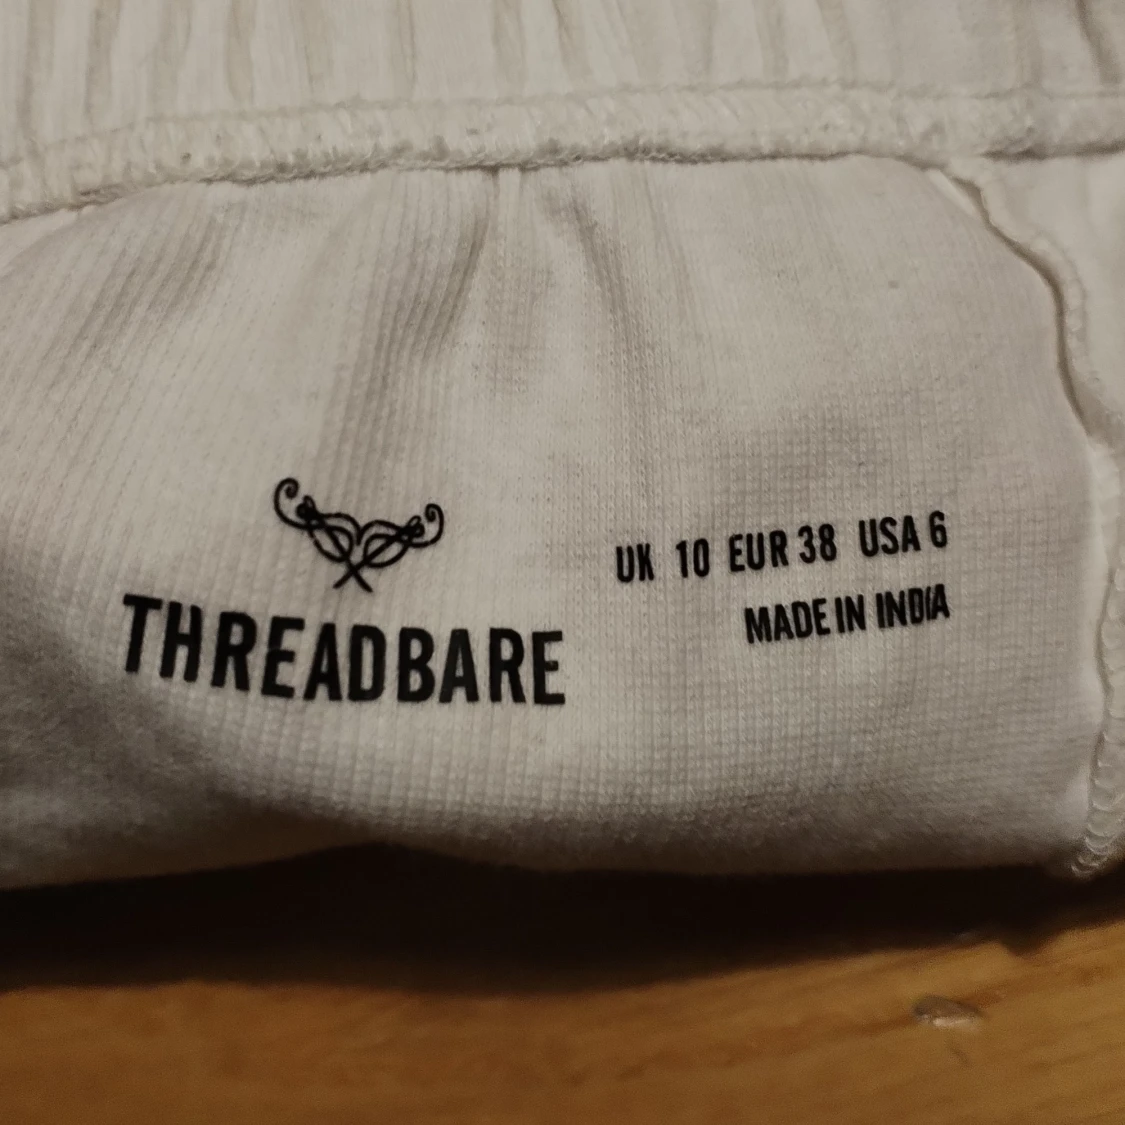 THREADBARE
UK 10 EUR 38 USA 6
MADE IN INDIA